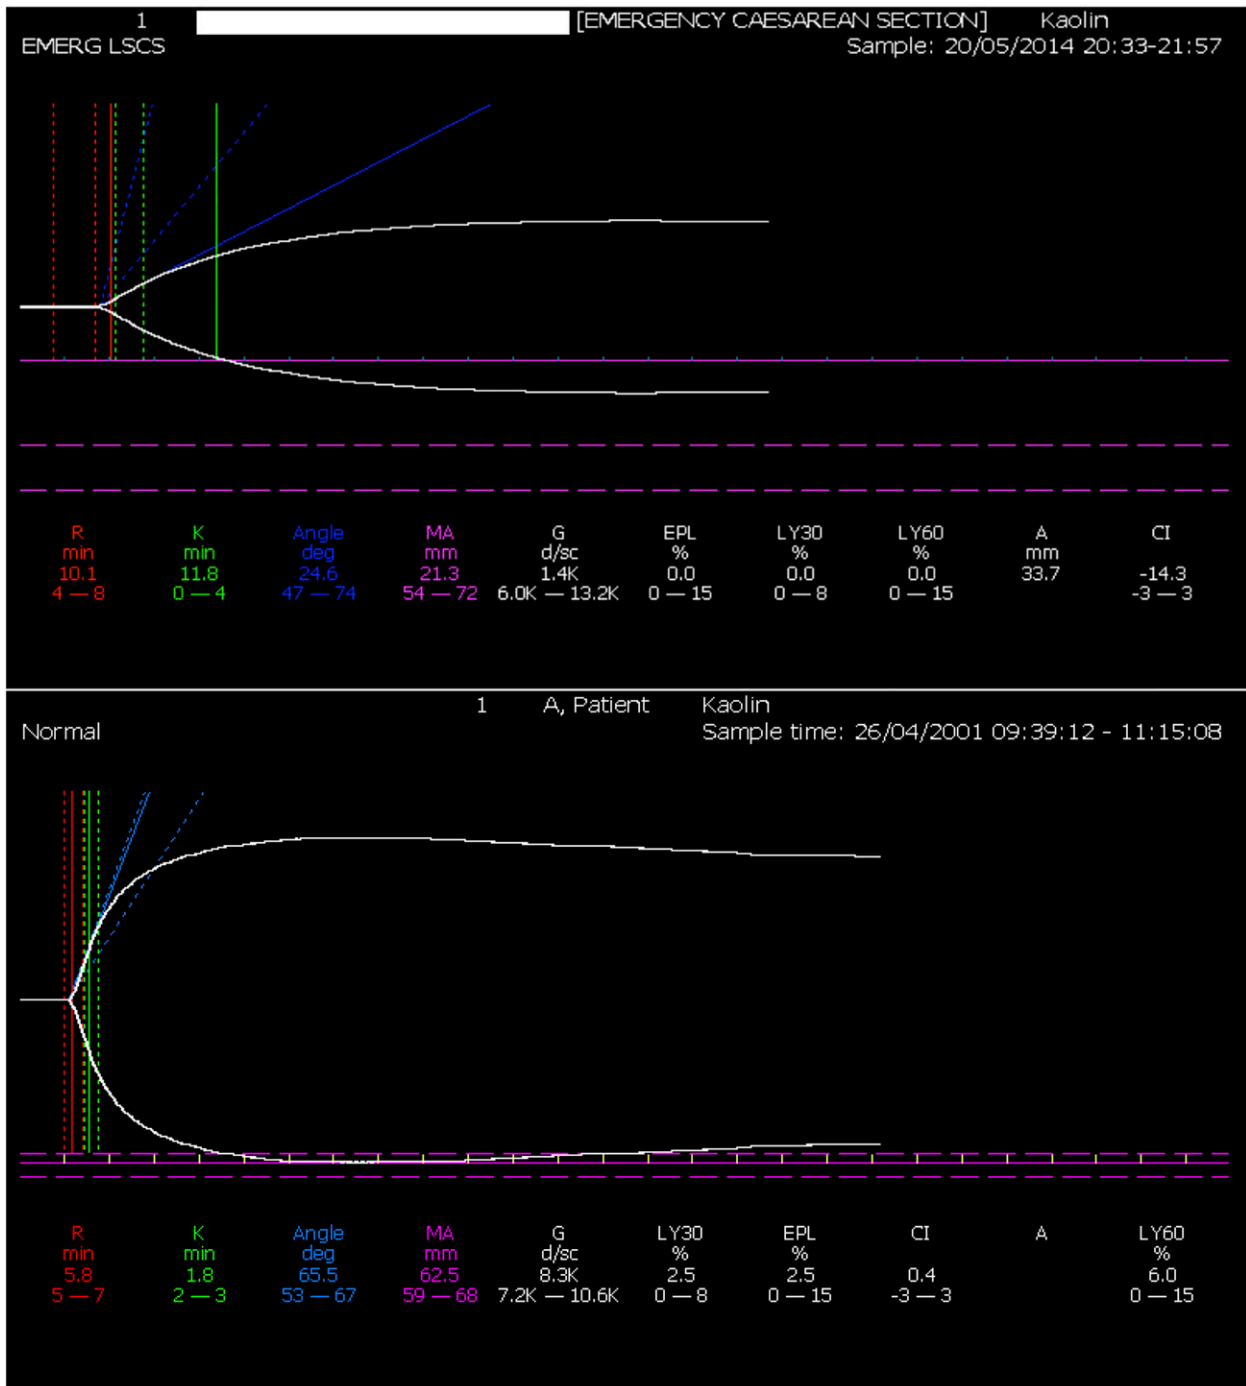 1 [EMERGENCY CAESAREAN SECTION] Kaolin
EMERG LSCS Sample: 20/05/2014 20:33-21:57
R K Angle MA G EPL LY30 LY60 A CI
min min deg mm d/sc % % % mm
10.1 11.8 24.6 21.3 1.4K 0.0 0.0 0.0 33.7 -14.3
4 — 8 0 — 4 47 — 74 54 — 72 6.0K — 13.2K 0 — 15 0 — 8 0 — 15 -3 — 3
1 A, Patient Kaolin
Normal Sample time: 26/04/2001 09:39:12 - 11:15:08
R K Angle MA G LY30 EPL CI A LY60
min min deg mm d/sc % % %
5.8 1.8 65.5 62.5 8.3K 2.5 2.5 0.4 6.0
5 — 7 2 — 3 53 — 67 59 — 68 7.2K — 10.6K 0 — 8 0 — 15 -3 — 3 0 — 15